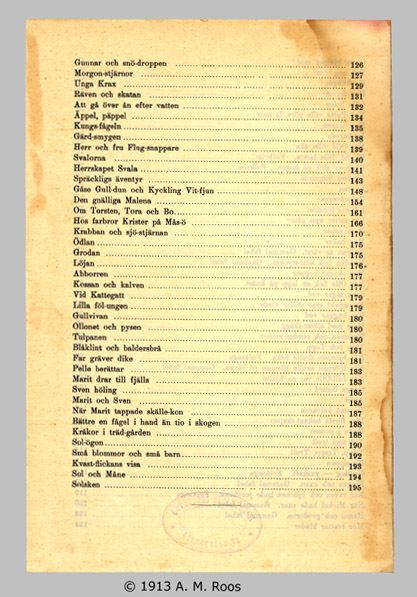 Gunnar och snö-droppen 126
Morgon-stjärnor 127
Unga Krax 129
Räven och skatan 131
Att gå över ån efter vatten 132
Äppel, päppel 134
Kungs-fågeln 135
Gärd-smygen 138
Herr och fru Flug-snappare 139
Svalorna 140
Herrskapet Svala 141
Spräckligs äventyr 143
Gåse Gull-dun och Kyckling Vit-fjun 148
Den gnälliga Malena 154
Om Torsten, Tora och Bo 161
Hos farbror Krister på Mås-ö 166
Krabban och sjö-stjärnan 170
Ödlan 175
Grodan 175
Löjan 176
Abborren 177
Kossan och kalven 177
Vid Kattegatt 179
Lilla föl-ungen 179
Gullvivan 180
Ollonet och pysen 180
Tulpanen 180
Blåklint och baldersbrå 181
Far gräver dike 181
Pelle berättar 183
Marit drar till fjälls 183
Sven höling 185
Marit och Sven 185
När Marit tappade skälle-kon 187
Bättre en fågel i hand än tio i skogen 188
Kråkor i träd-gården 188
Sol-ögon 190
Små blommor och små barn 192
Kvast-flickans visa 193
Sol och Måne 194
Solsken 195
© 1913 A. M. Roos